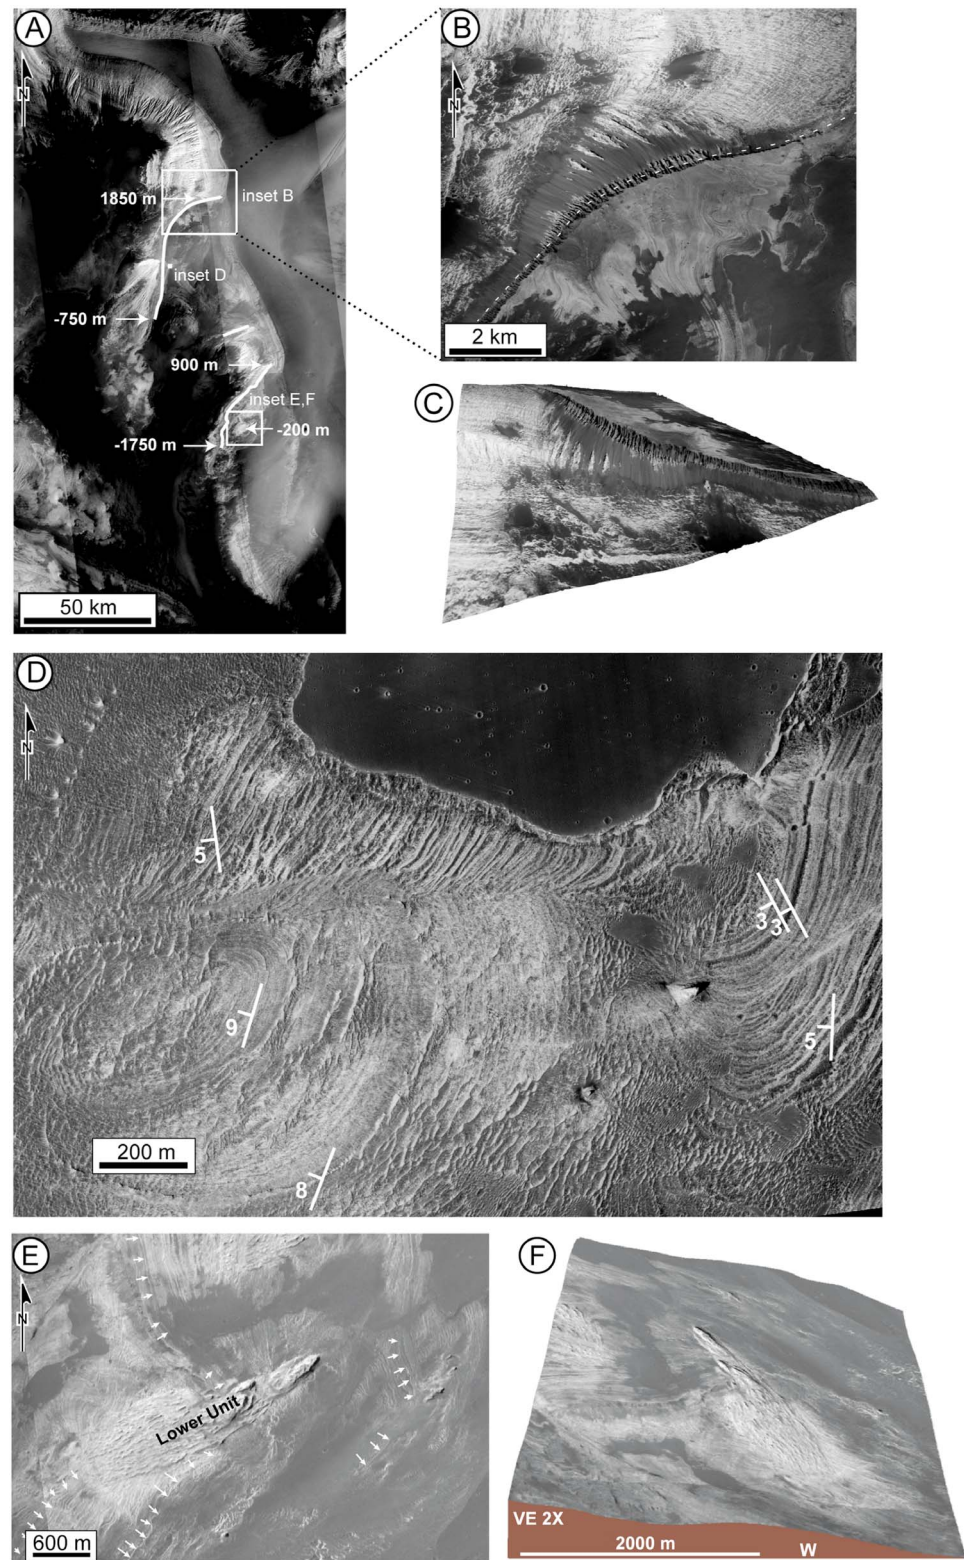 A
N
1850 m
inset B
inset D
-750 m
900 m
inset E,F
-200 m
-1750 m
50 km
B
N
2 km
C
D
N
5
3
3
5
9
8
200 m
E
N
Lower Unit
600 m
F
VE 2X
2000 m
W